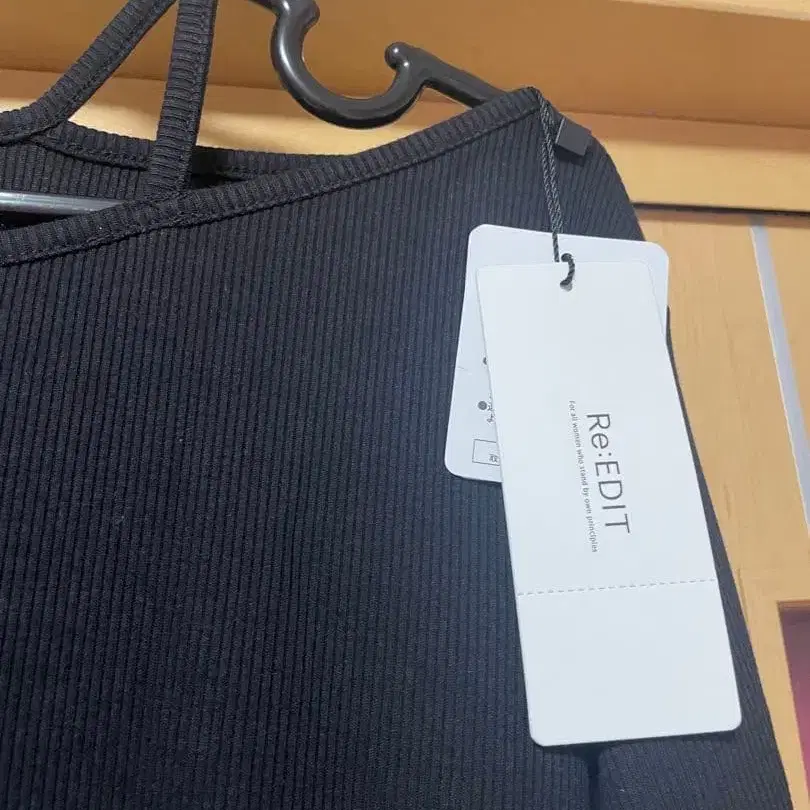 Re:EDIT
For all women who stand by own principles